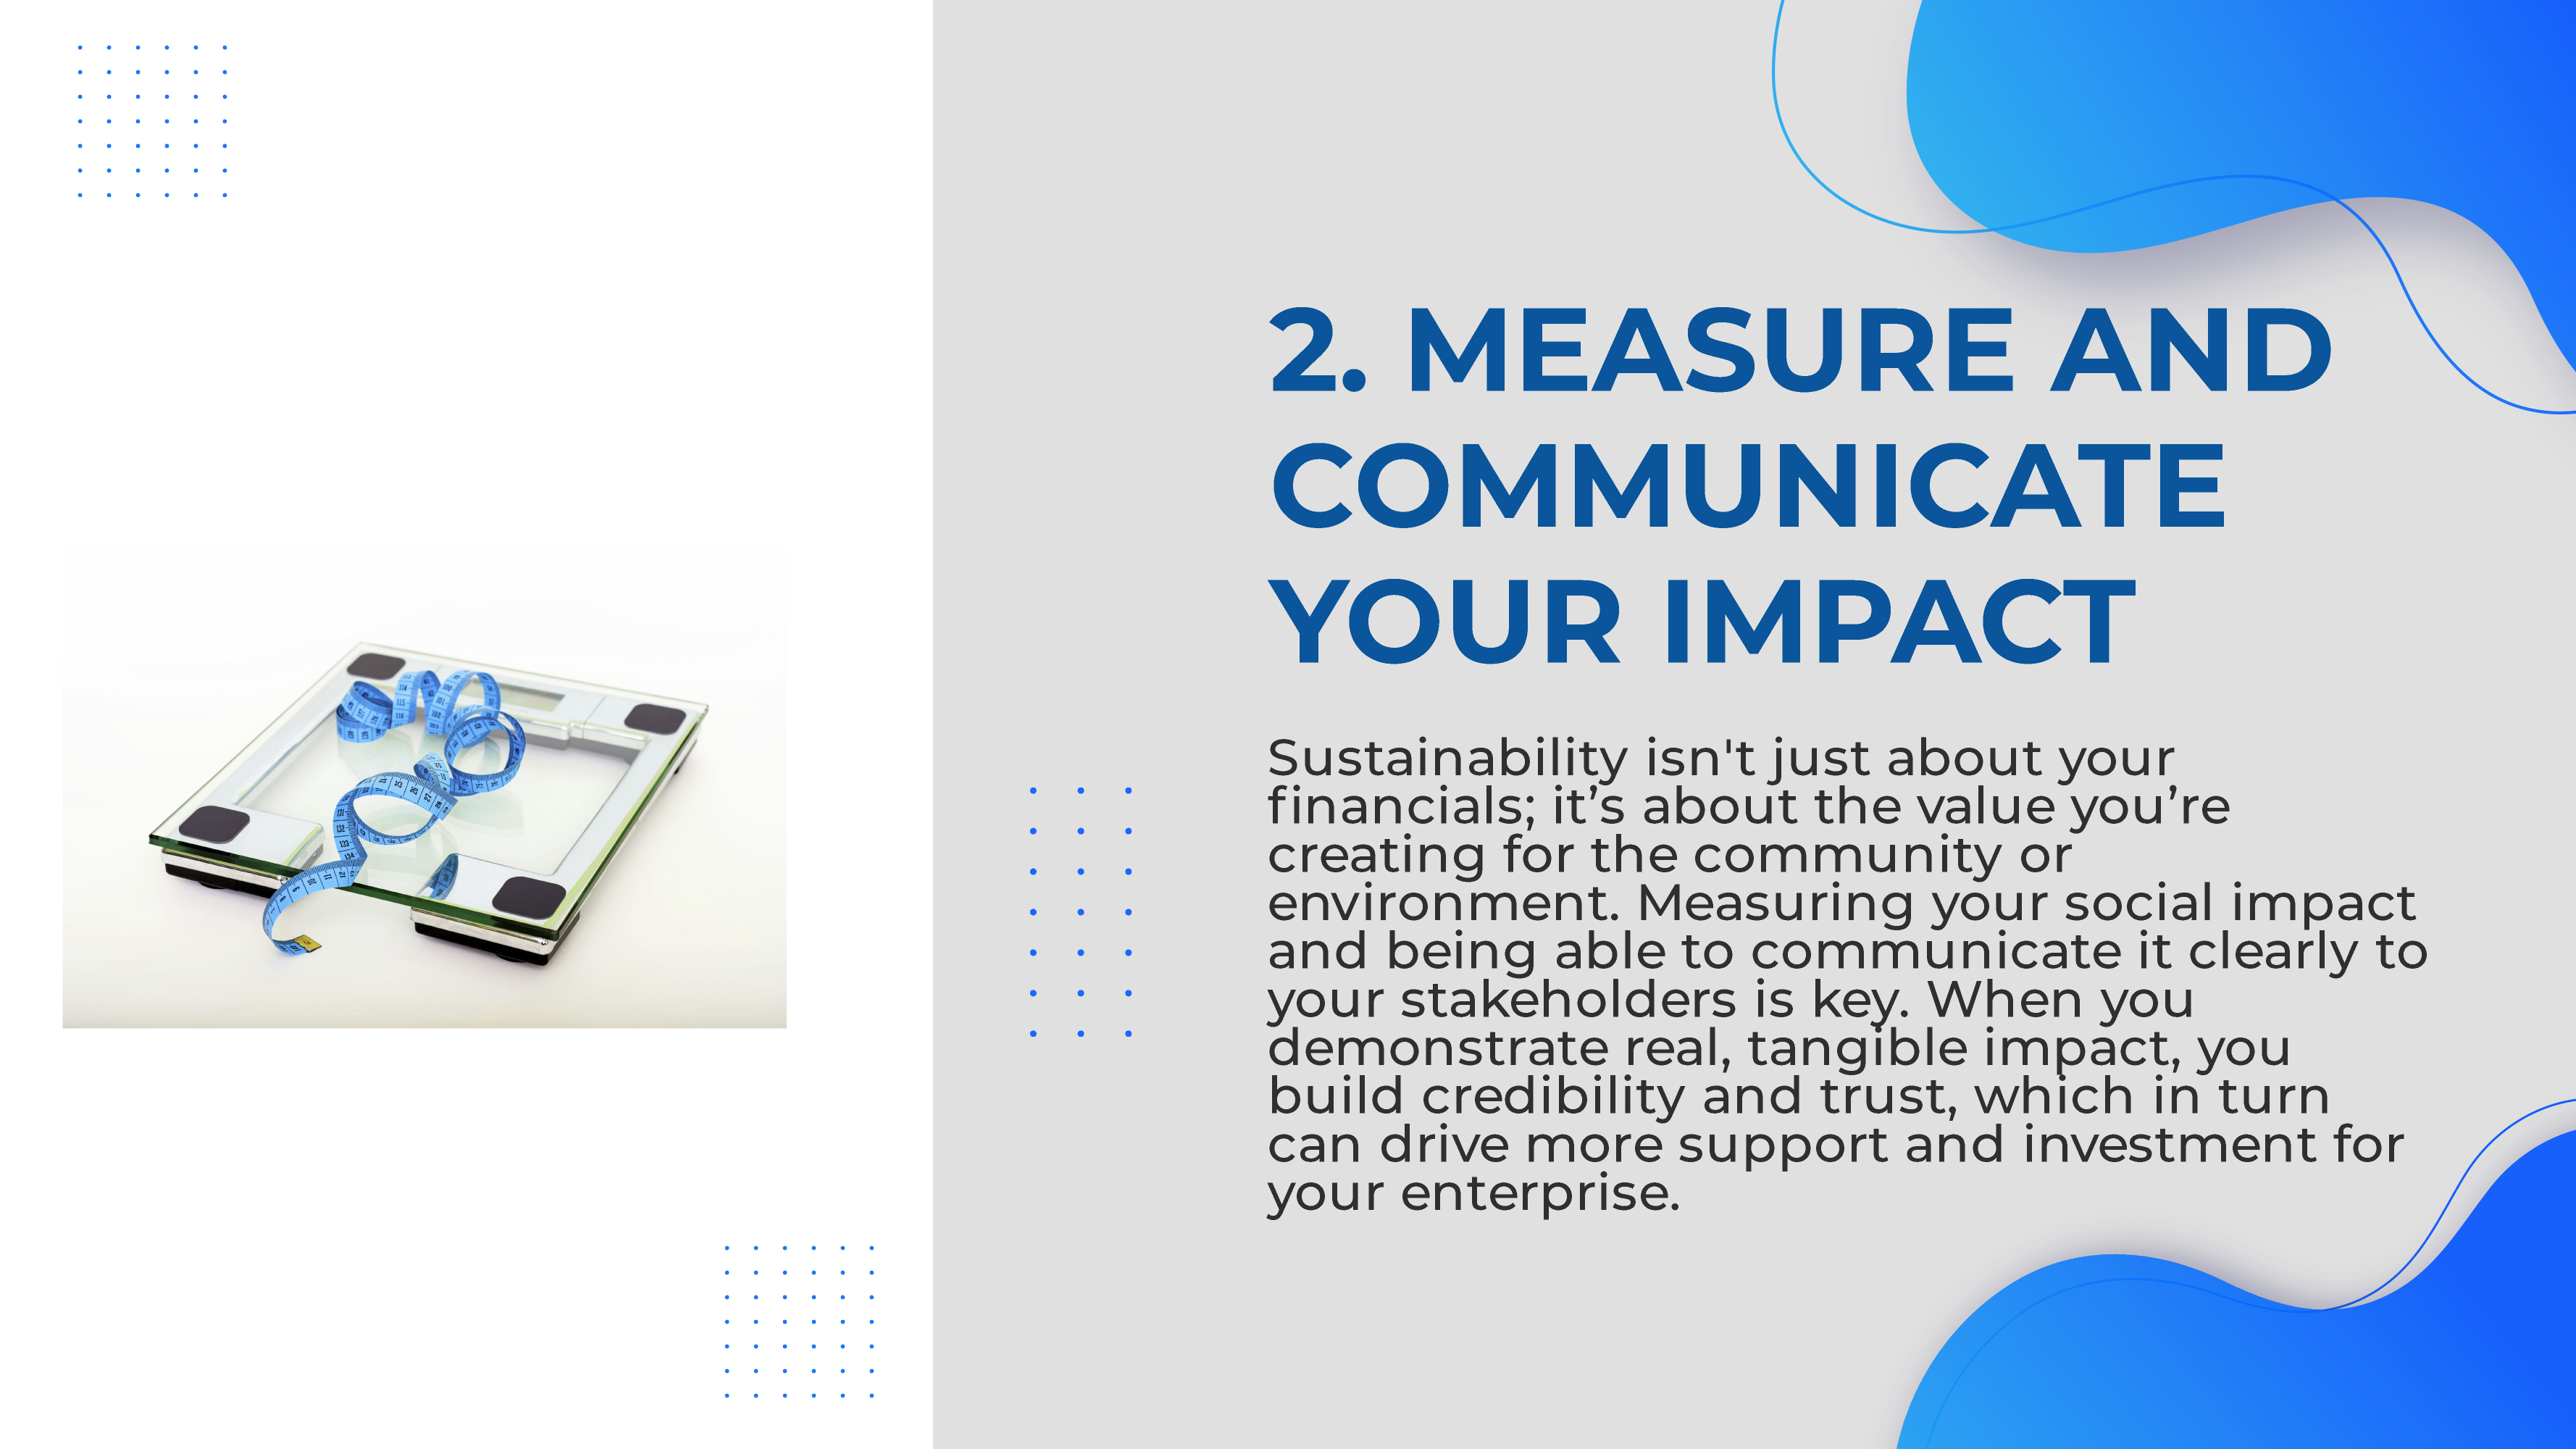 2. MEASURE AND
COMMUNICATE
YOUR IMPACT
Sustainability isn't just about your
financials; it’s about the value you’re
creating for the community or
environment. Measuring your social impact
and being able to communicate it clearly to
your stakeholders is key. When you
demonstrate real, tangible impact, you
build credibility and trust, which in turn
can drive more support and investment for
your enterprise.